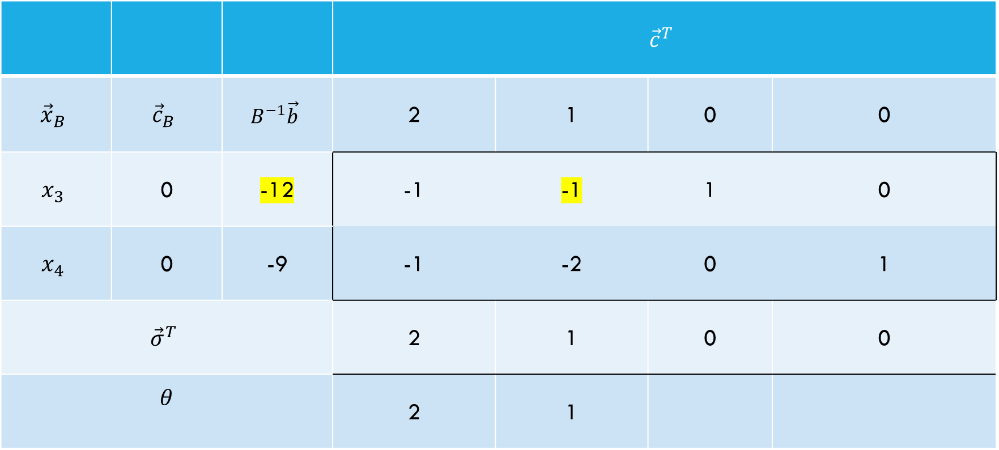 $\vec{c}^T$
$\vec{x}_B$ $\vec{c}_B$ $B^{-1}\vec{b}$ 2 1 0 0
$x_3$ 0 -12 -1 -1 1 0
$x_4$ 0 -9 -1 -2 0 1
$\vec{\sigma}^T$ 2 1 0 0
$\theta$ 2 1